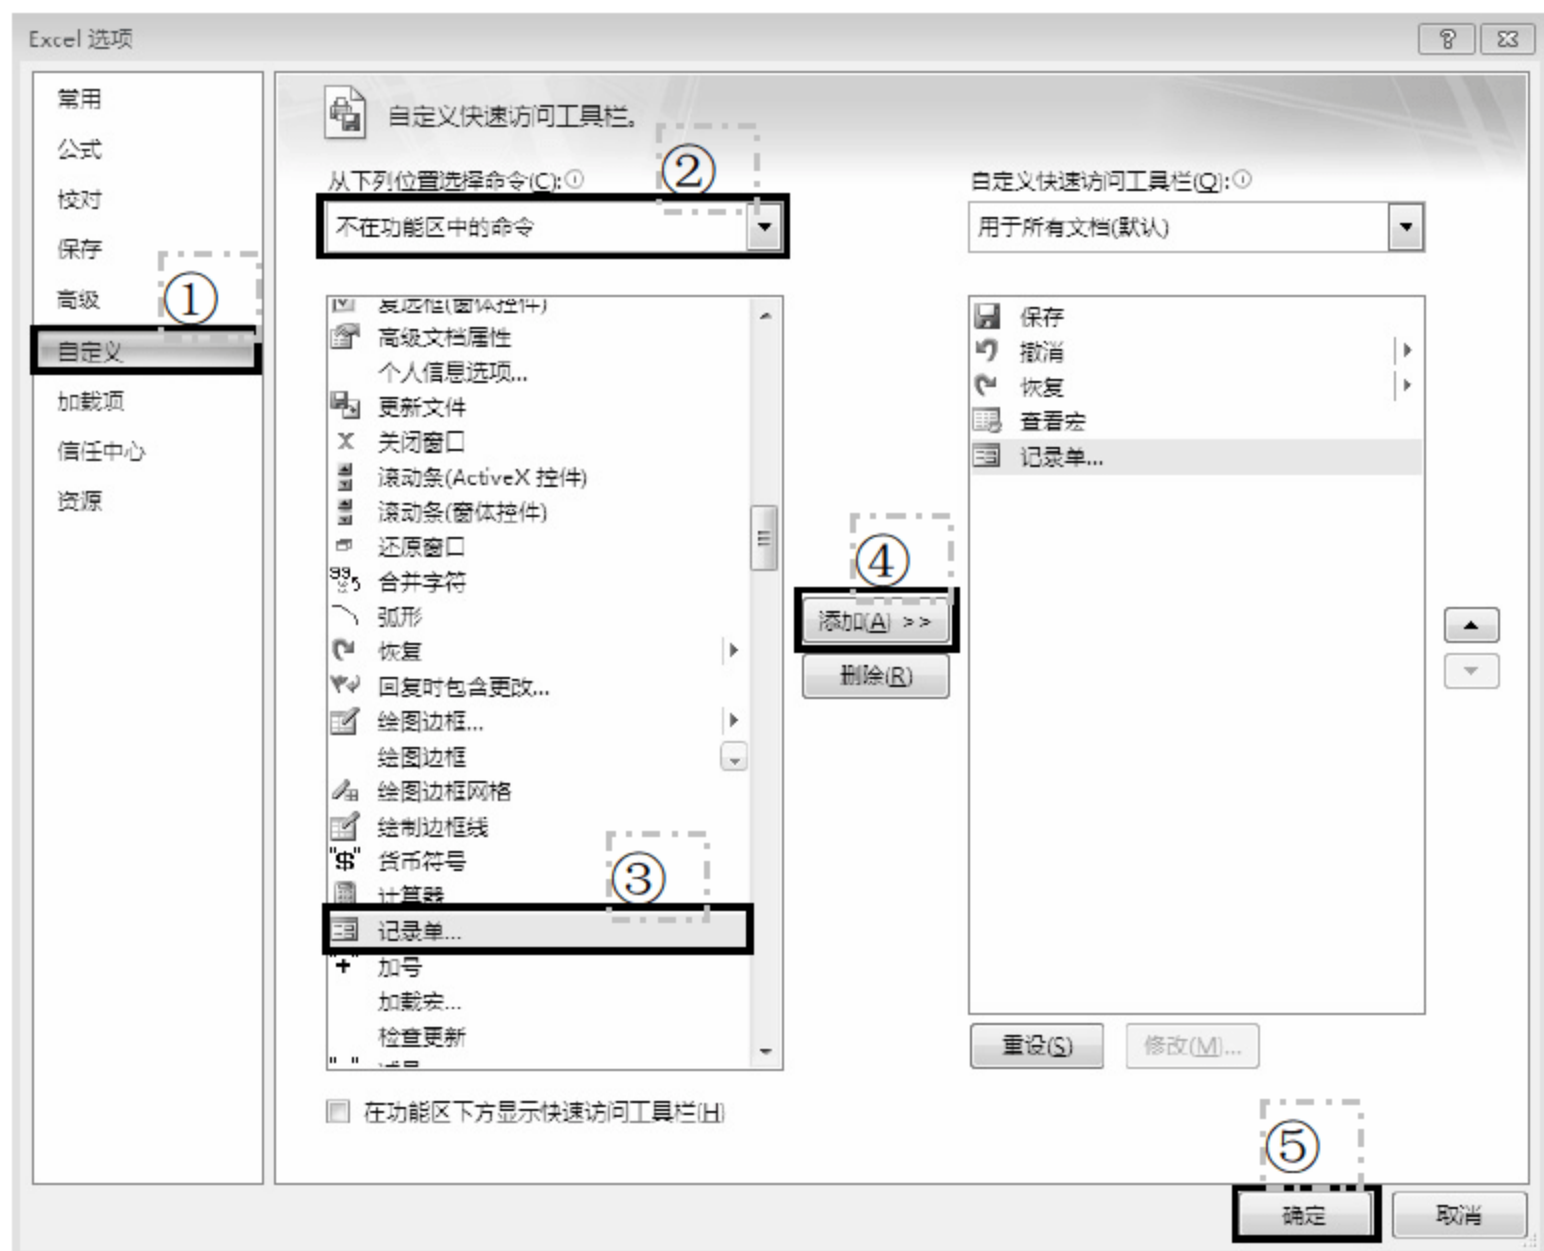 Excel 选项
常用
公式
校对
保存
高级
①
自定义
加载项
信任中心
资源
自定义快速访问工具栏。
②
从下列位置选择命令(C):
不在功能区中的命令
复选框(窗体控件)
高级文档属性
个人信息选项...
更新文件
关闭窗口
滚动条(ActiveX 控件)
滚动条(窗体控件)
还原窗口
合并字符
弧形
恢复
回复时包含更改...
绘图边框...
绘图边框
绘图边框网格
绘制边框线
"$" 货币符号
③
计算器
记录单...
"+" 加号
加载宏...
检查更新
在功能区下方显示快速访问工具栏(H)
④
添加(A) >>
删除(R)
自定义快速访问工具栏(Q):
用于所有文档(默认)
保存
撤消
恢复
查看宏
记录单...
重设(S)
修改(M)...
⑤
确定
取消